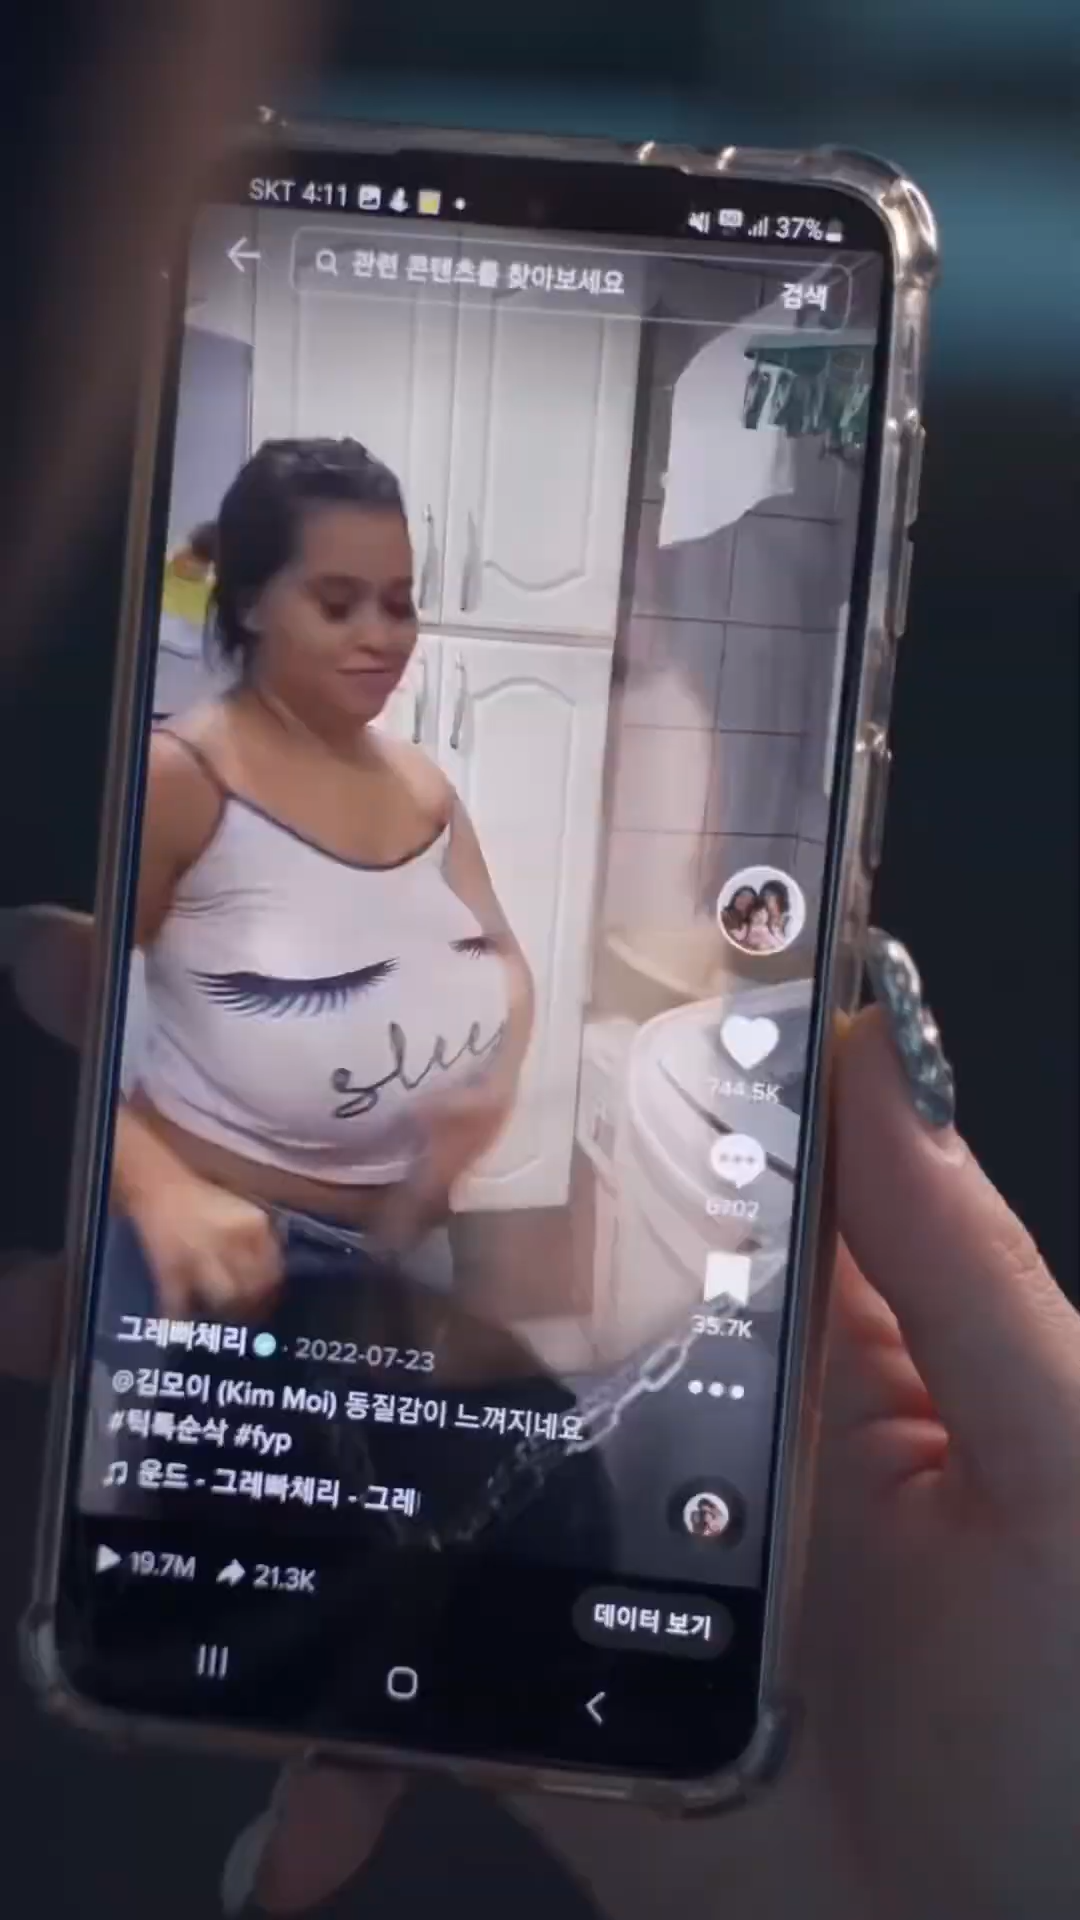 SKT 4:11
37%
관련 콘텐츠를 찾아보세요
검색
slee
744.5K
6702
35.7K
그레빠체리 · 2022-07-23
@김모이 (Kim Moi) 동질감이 느껴지네요
#틱톡순삭 #fyp
운드 - 그레빠체리 - 그레
19.7M 21.3K
데이터 보기